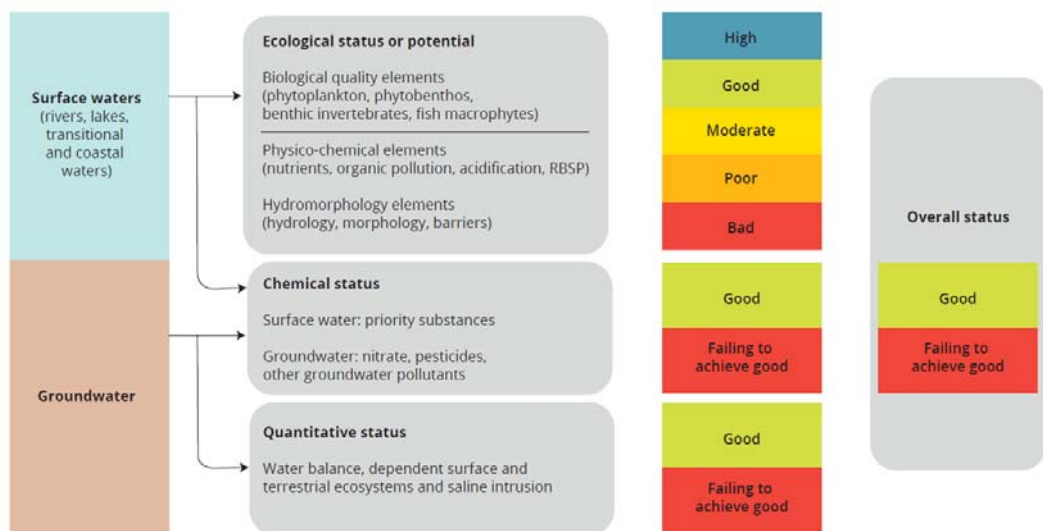 Surface waters
(rivers, lakes,
transitional
and coastal
waters)
Groundwater
Ecological status or potential
Biological quality elements
(phytoplankton, phytobenthos,
benthic invertebrates, fish macrophytes)
Physico-chemical elements
(nutrients, organic pollution, acidification, RBSP)
Hydromorphology elements
(hydrology, morphology, barriers)
Chemical status
Surface water: priority substances
Groundwater: nitrate, pesticides,
other groundwater pollutants
Quantitative status
Water balance, dependent surface and
terrestrial ecosystems and saline intrusion
High
Good
Moderate
Poor
Bad
Good
Failing to
achieve good
Good
Failing to
achieve good
Overall status
Good
Failing to
achieve good